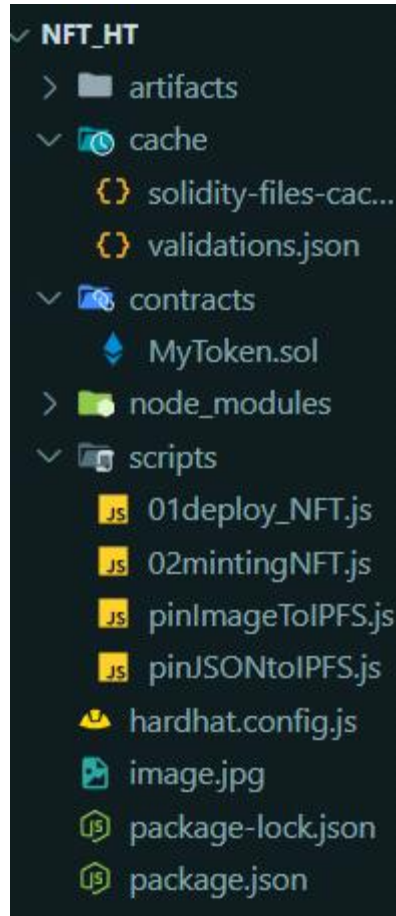 NFT_HT
artifacts
cache
solidity-files-cac...
validations.json
contracts
MyToken.sol
node_modules
scripts
01deploy_NFT.js
02mintingNFT.js
pinImageToIPFS.js
pinJSONtoIPFS.js
hardhat.config.js
image.jpg
package-lock.json
package.json